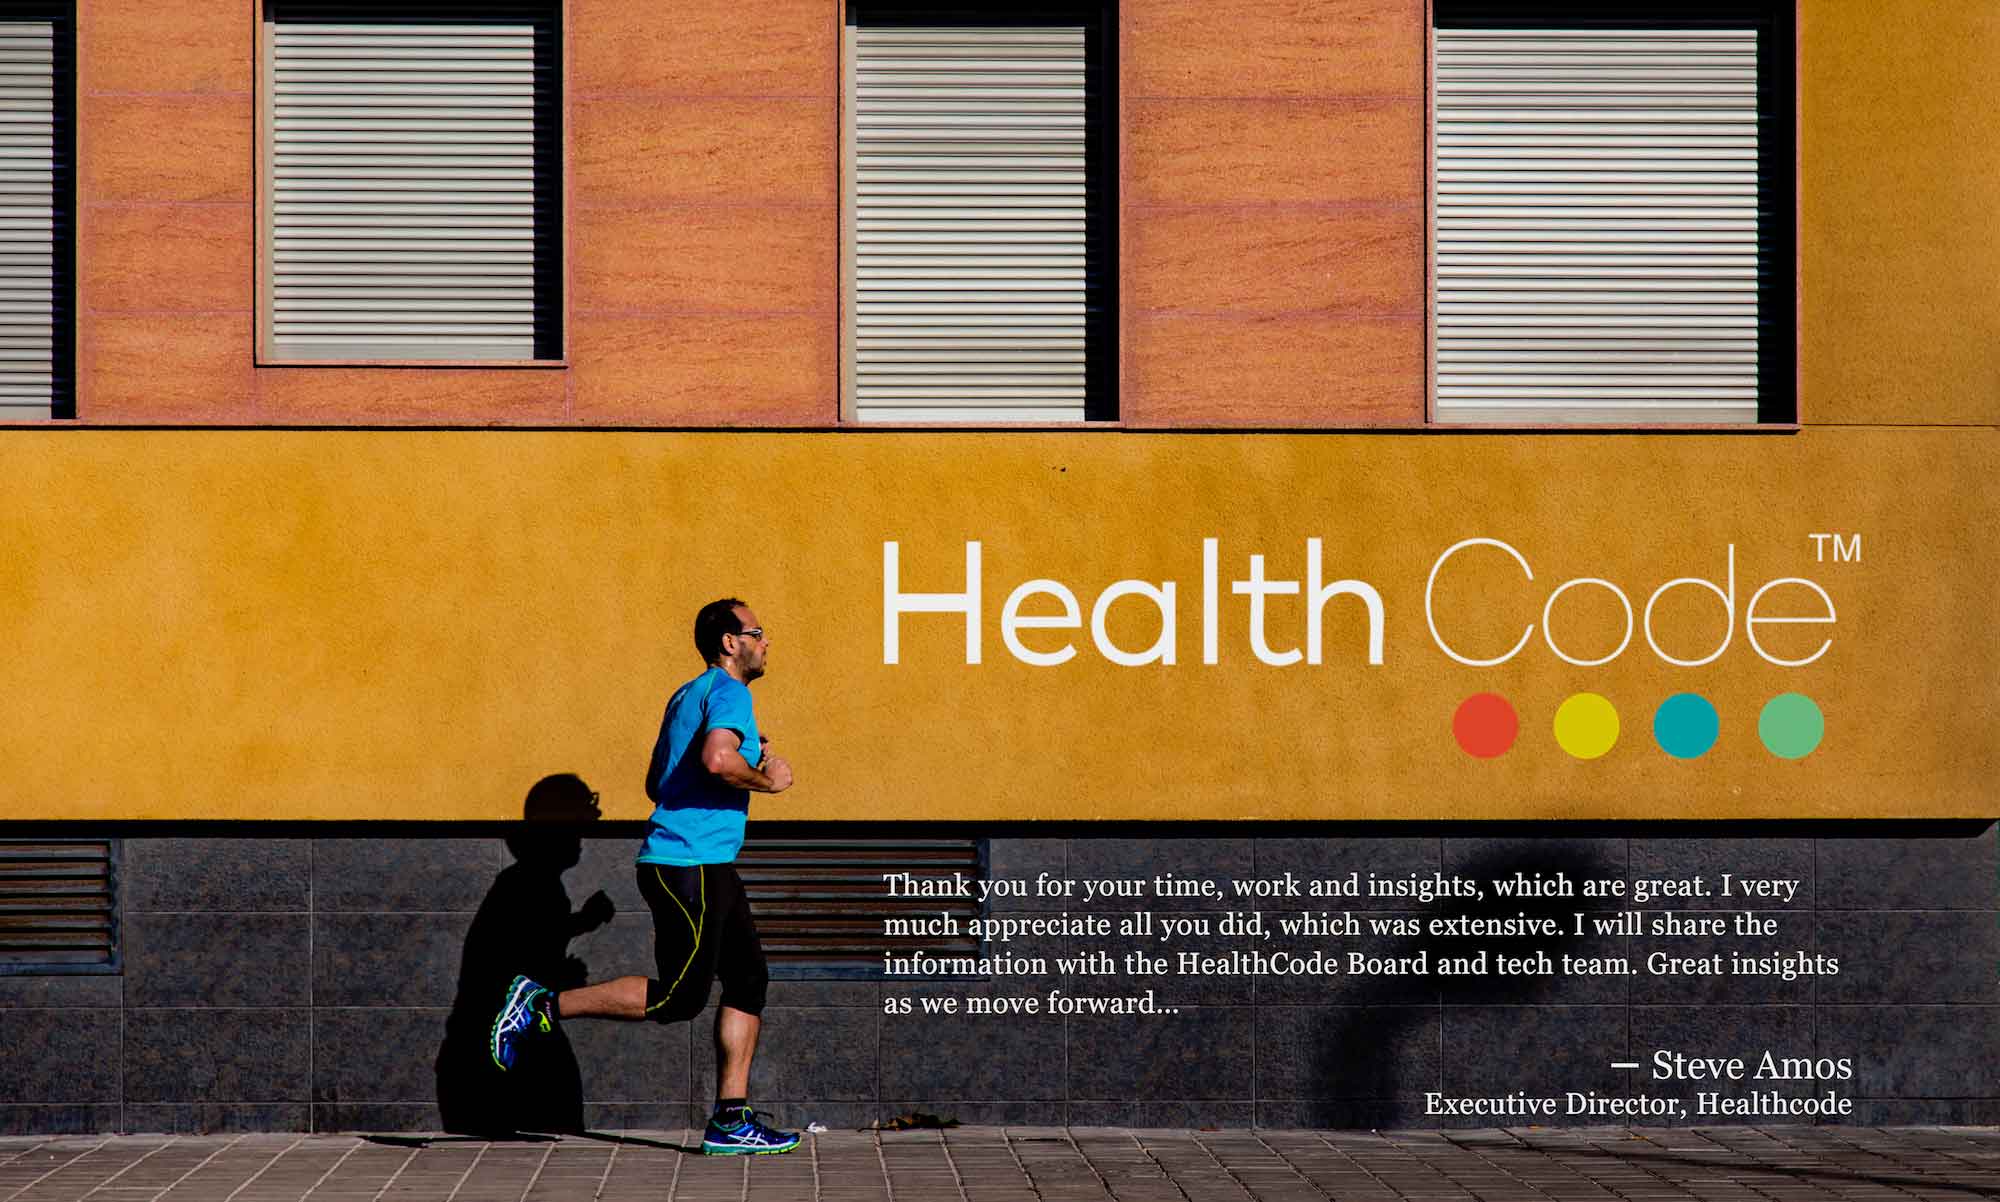 Health Code™
Thank you for your time, work and insights, which are great. I very
much appreciate all you did, which was extensive. I will share the
information with the HealthCode Board and tech team. Great insights
as we move forward...
— Steve Amos
Executive Director, Healthcode